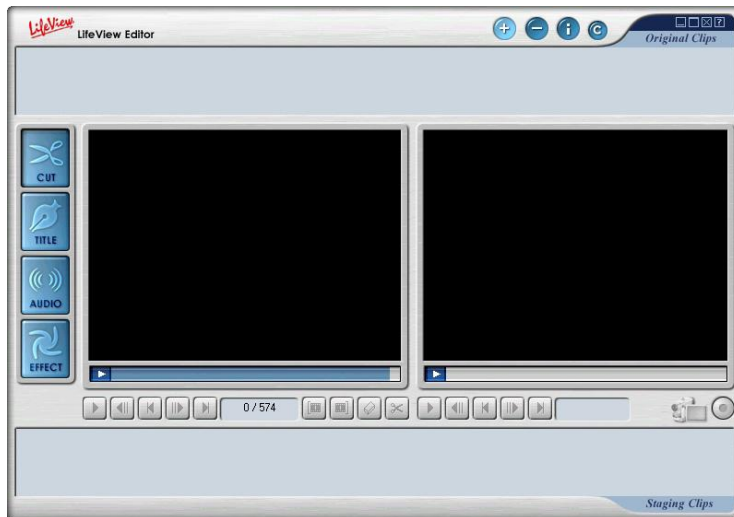 LifeView
LifeView Editor
Original Clips
CUT
TITLE
AUDIO
EFFECT
0 / 574
Staging Clips